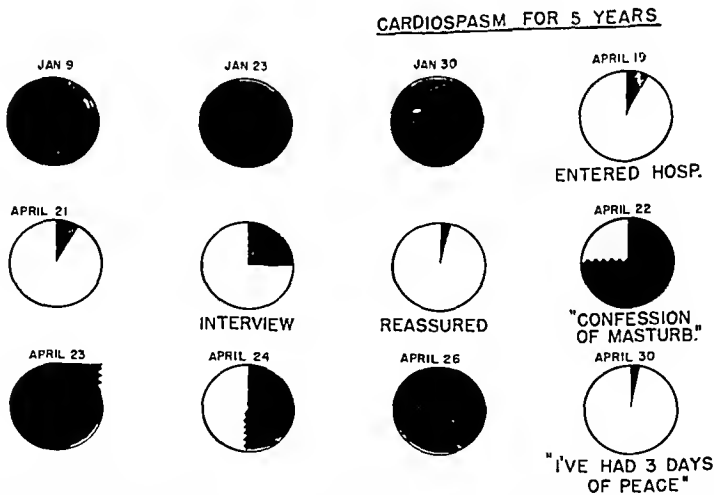 CARDIOSPASM FOR 5 YEARS
JAN 9
JAN 23
JAN 30
APRIL 19
ENTERED HOSP.
APRIL 21
INTERVIEW
REASSURED
APRIL 22
"CONFESSION
OF MASTURB."
APRIL 23
APRIL 24
APRIL 26
APRIL 30
"I'VE HAD 3 DAYS
OF PEACE"